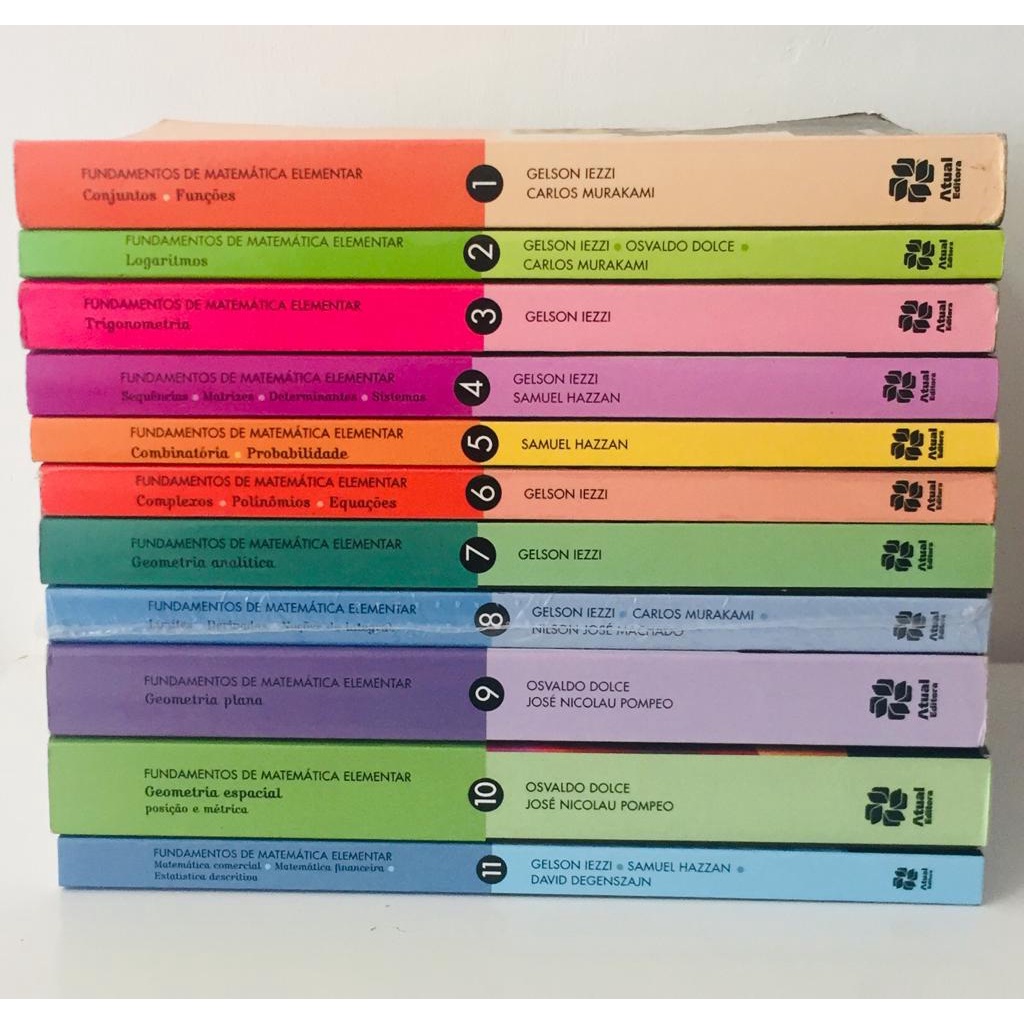 FUNDAMENTOS DE MATEMÁTICA ELEMENTAR
Conjuntos • Funções
1
GELSON IEZZI
CARLOS MURAKAMI
Atual
Editora
FUNDAMENTOS DE MATEMÁTICA ELEMENTAR
Logaritmos
2
GELSON IEZZI • OSVALDO DOLCE •
CARLOS MURAKAMI
Atual
Editora
FUNDAMENTOS DE MATEMÁTICA ELEMENTAR
Trigonometria
3
GELSON IEZZI
Atual
Editora
FUNDAMENTOS DE MATEMÁTICA ELEMENTAR
Sequências • Matrizes • Determinantes • Sistemas
4
GELSON IEZZI
SAMUEL HAZZAN
Atual
Editora
FUNDAMENTOS DE MATEMÁTICA ELEMENTAR
Combinatória • Probabilidade
5
SAMUEL HAZZAN
Atual
Editora
FUNDAMENTOS DE MATEMÁTICA ELEMENTAR
Complexos • Polinômios • Equações
6
GELSON IEZZI
Atual
Editora
FUNDAMENTOS DE MATEMÁTICA ELEMENTAR
Geometria analítica
7
GELSON IEZZI
Atual
Editora
FUNDAMENTOS DE MATEMÁTICA ELEMENTAR
Limites • Derivadas • Noções de integral
8
GELSON IEZZI • CARLOS MURAKAMI •
NILSON JOSÉ MACHADO
Atual
Editora
FUNDAMENTOS DE MATEMÁTICA ELEMENTAR
Geometria plana
9
OSVALDO DOLCE
JOSÉ NICOLAU POMPEO
Atual
Editora
FUNDAMENTOS DE MATEMÁTICA ELEMENTAR
Geometria espacial
posição e métrica
10
OSVALDO DOLCE
JOSÉ NICOLAU POMPEO
Atual
Editora
FUNDAMENTOS DE MATEMÁTICA ELEMENTAR
Matemática comercial • Matemática financeira •
Estatística descritiva
11
GELSON IEZZI • SAMUEL HAZZAN •
DAVID DEGENSZAJN
Atual
Editora